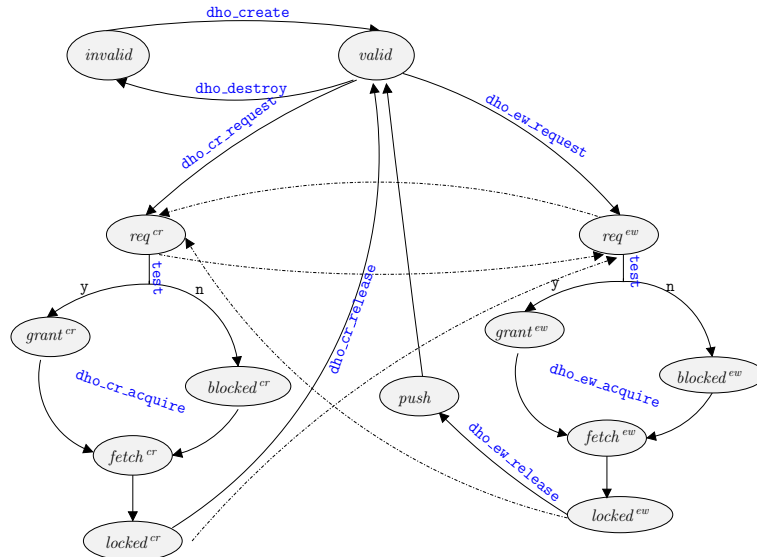 dho_create
invalid
valid
dho_destroy
dho_cr_request
dho_ew_request
req^cr
req^ew
test
test
y
n
y
n
grant^cr
grant^ew
dho_cr_release
blocked^cr
blocked^ew
dho_cr_acquire
dho_ew_acquire
push
fetch^cr
fetch^ew
dho_ew_release
locked^cr
locked^ew